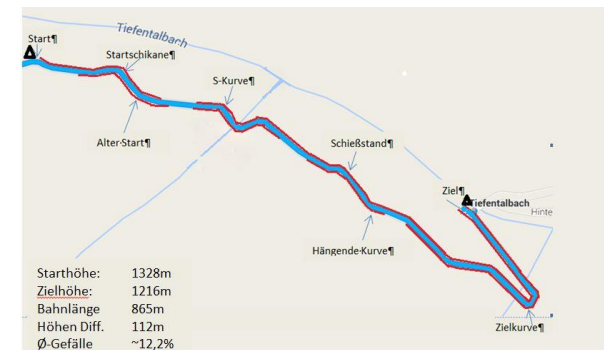 Tiefentalbach
Start¶
Startschikane¶
S-Kurve¶
Alter·Start¶
Schießstand¶
Ziel¶
Tiefentalbach
Hinte
Hängende·Kurve¶
Zielkurve¶
Starthöhe: 1328m
Zielhöhe: 1216m
Bahnlänge 865m
Höhen Diff. 112m
Ø-Gefälle ~12,2%